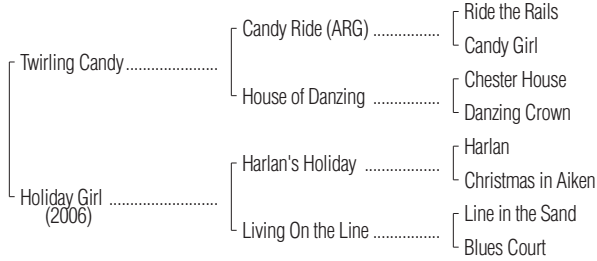 Ride the Rails
Candy Ride (ARG) ................
Candy Girl
Twirling Candy ......................
Chester House
House of Danzing ................
Danzing Crown
Harlan
Harlan's Holiday ..................
Christmas in Aiken
Holiday Girl ..........................
(2006)
Line in the Sand
Living On the Line ................
Blues Court